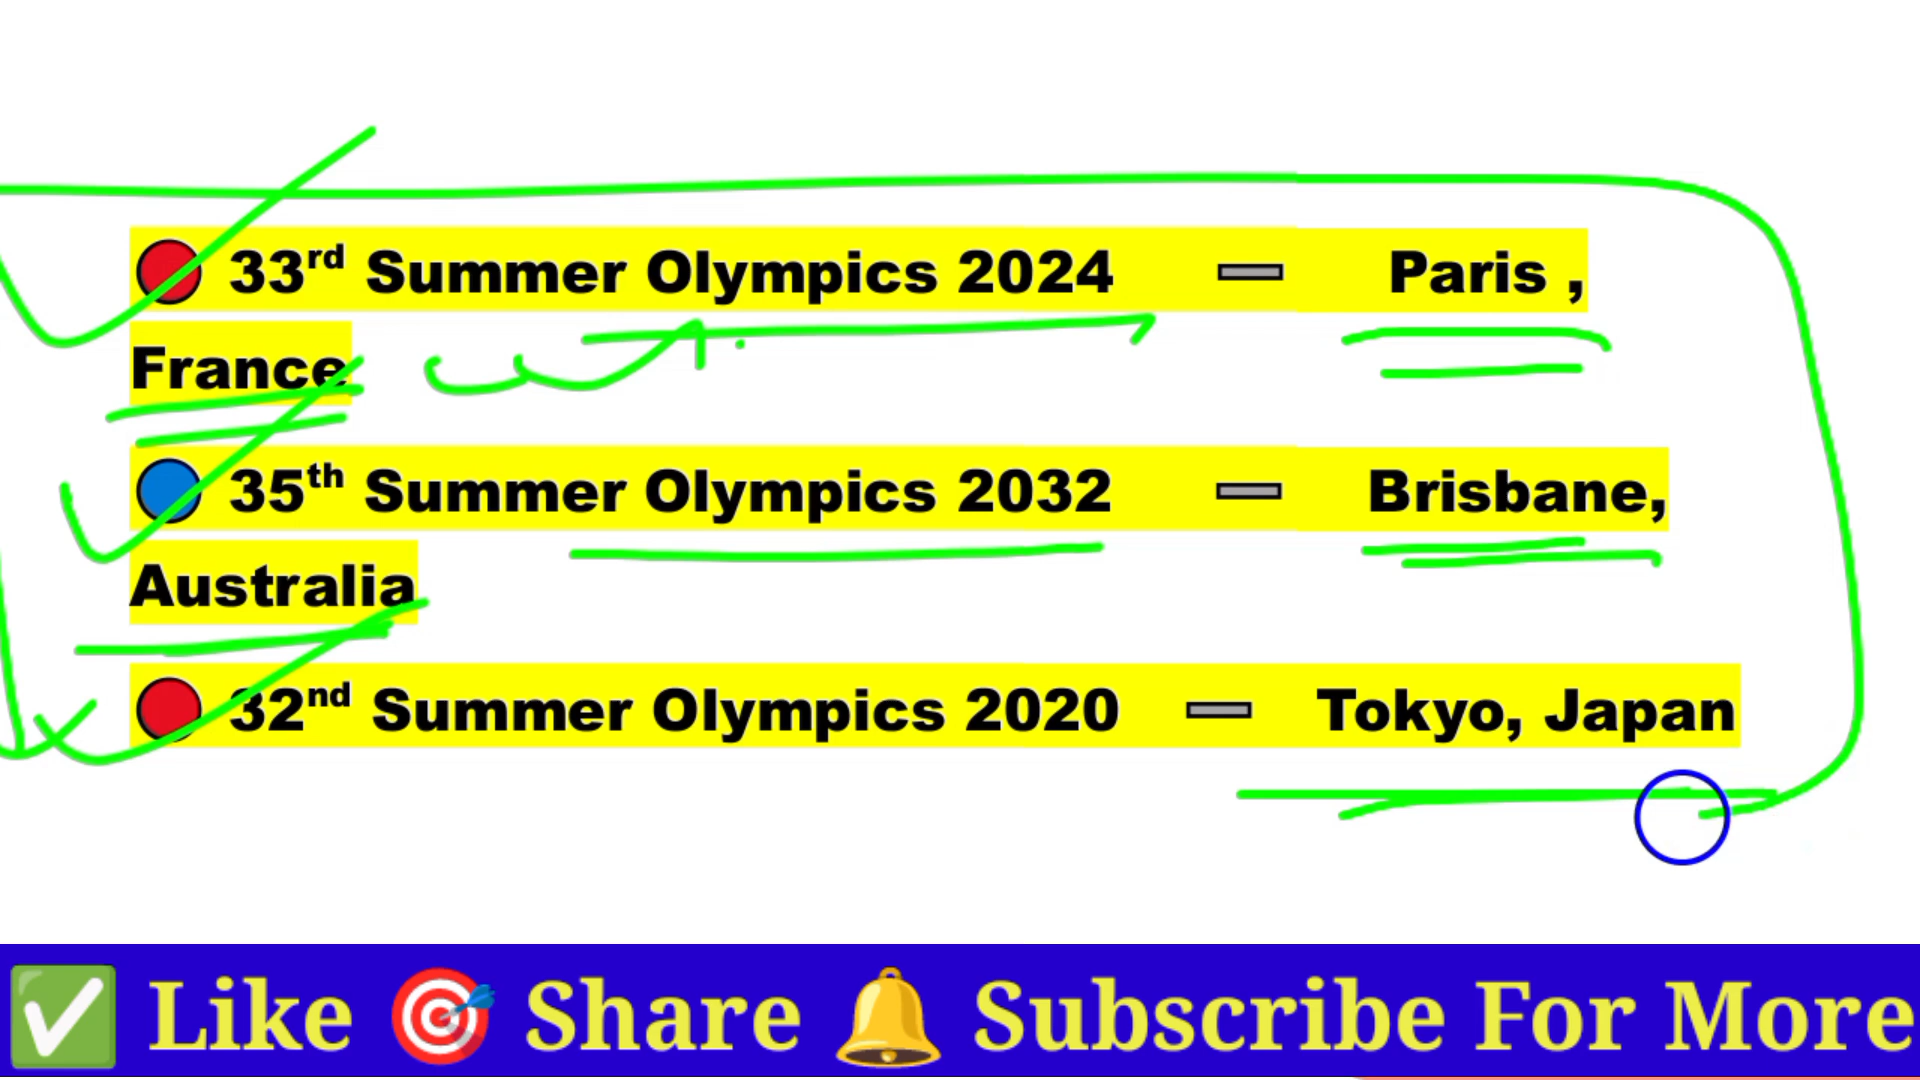 33rd Summer Olympics 2024 — Paris ,
France
35th Summer Olympics 2032 — Brisbane,
Australia
32nd Summer Olympics 2020 — Tokyo, Japan
Like Share Subscribe For More